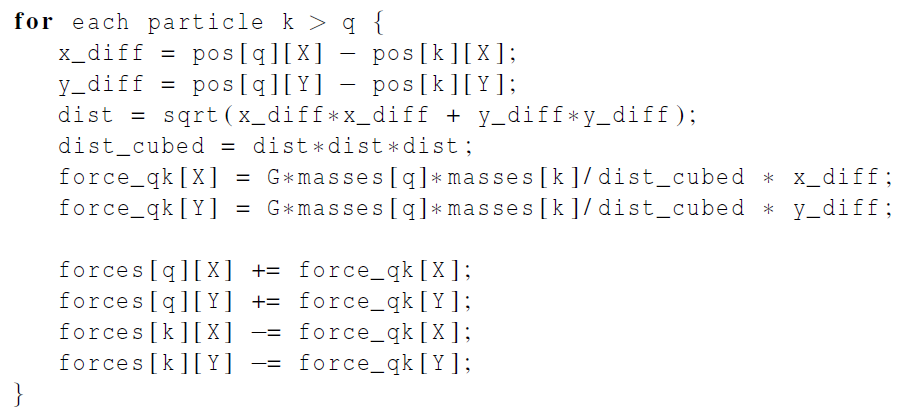 for each particle k > q {
   x_diff = pos[q][X] − pos[k][X];
   y_diff = pos[q][Y] − pos[k][Y];
   dist = sqrt(x_diff*x_diff + y_diff*y_diff);
   dist_cubed = dist*dist*dist;
   force_qk[X] = G*masses[q]*masses[k]/dist_cubed * x_diff;
   force_qk[Y] = G*masses[q]*masses[k]/dist_cubed * y_diff;

   forces[q][X] += force_qk[X];
   forces[q][Y] += force_qk[Y];
   forces[k][X] −= force_qk[X];
   forces[k][Y] −= force_qk[Y];
}